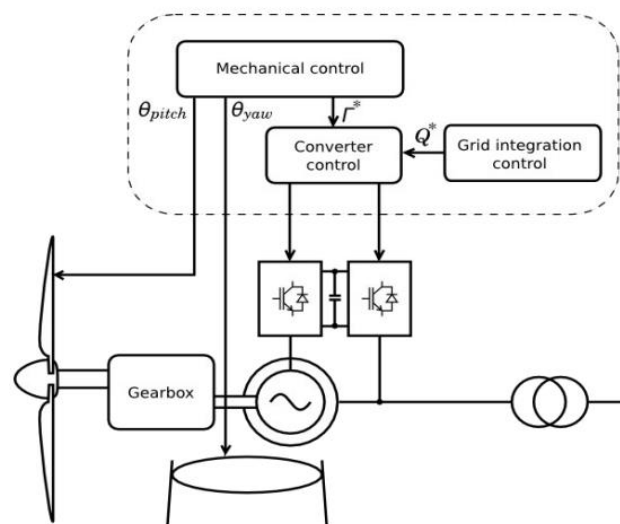 Mechanical control
θpitch
θyaw
Γ*
Converter
control
Q*
Grid integration
control
Gearbox